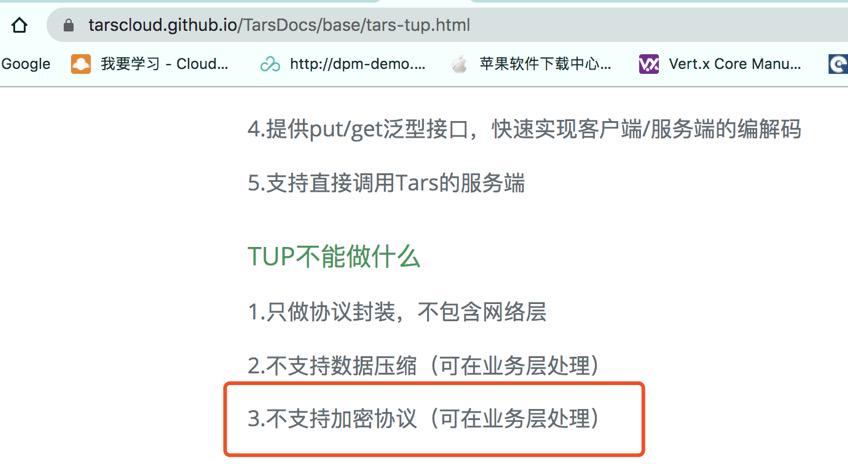 tarscloud.github.io/TarsDocs/base/tars-tup.html
Google 我要学习 - Cloud... http://dpm-demo.... 苹果软件下载中心... VX Vert.x Core Manu...
4.提供put/get泛型接口，快速实现客户端/服务端的编解码
5.支持直接调用Tars的服务端
TUP不能做什么
1.只做协议封装，不包含网络层
2.不支持数据压缩（可在业务层处理）
3.不支持加密协议（可在业务层处理）